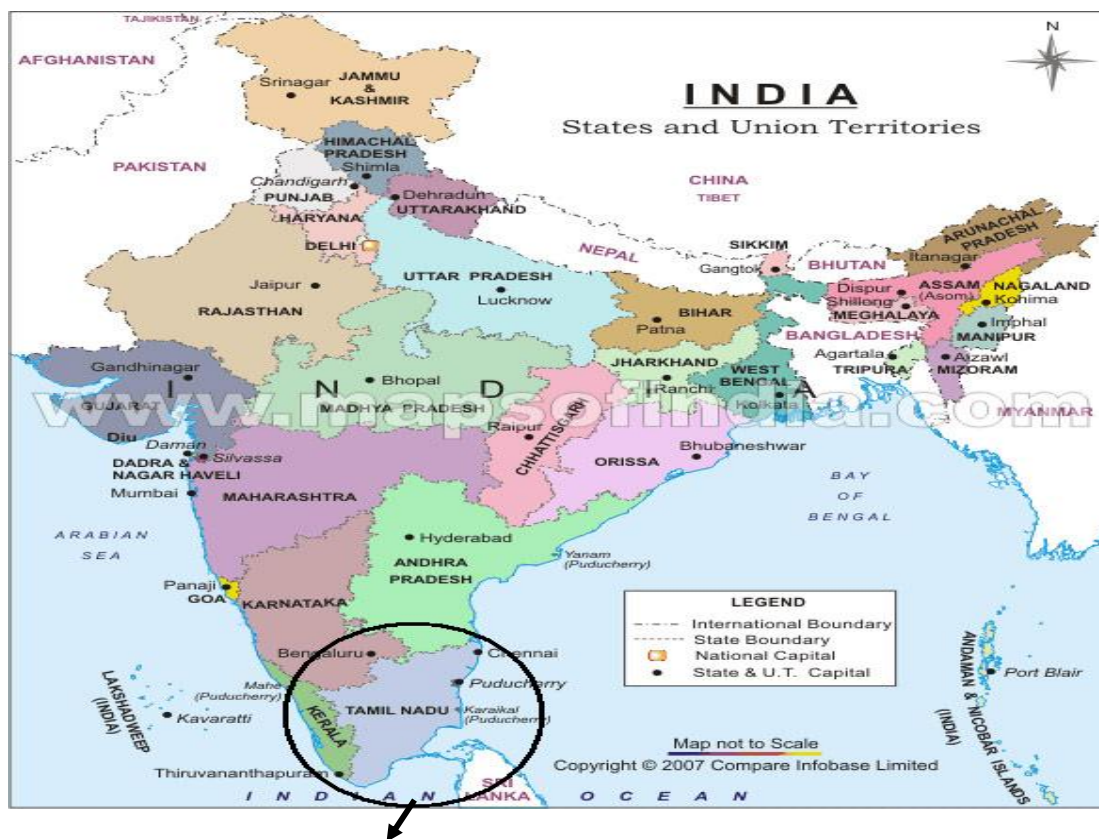 TAJIKISTAN
AFGHANISTAN
N
JAMMU
&
KASHMIR
Srinagar
INDIA
States and Union Territories
HIMACHAL
PRADESH
Shimla
PAKISTAN
Chandigarh
PUNJAB
Dehradun
UTTARAKHAND
CHINA
TIBET
HARYANA
DELHI
NEPAL
SIKKIM
Gangtok
BHUTAN
ARUNACHAL
PRADESH
Itanagar
UTTAR PRADESH
Lucknow
Jaipur
RAJASTHAN
BIHAR
Patna
Dispur
ASSAM
(Asom)
NAGALAND
Kohima
Shillong
MEGHALAYA
Imphal
MANIPUR
BANGLADESH
JHARKHAND
Ranchi
WEST
BENGAL
Kolkata
Agartala
TRIPURA
Aizawl
MIZORAM
Gandhinagar
GUJARAT
Bhopal
MADHYA PRADESH
I N D I A
www.mapsofindia.com
MYANMAR
Raipur
CHHATTISGARH
Bhubaneshwar
ORISSA
Diu
Daman
Silvassa
DADRA &
NAGAR HAVELI
Mumbai
MAHARASHTRA
BAY
OF
BENGAL
ARABIAN
SEA
Hyderabad
ANDHRA
PRADESH
Yanam
(Puducherry)
Panaji
GOA
KARNATAKA
LEGEND
International Boundary
State Boundary
National Capital
State & U.T. Capital
Bengaluru
Chennai
Mahe
(Puducherry)
Puducherry
Karaikal
(Puducherry)
TAMIL NADU
KERALA
LAKSHADWEEP
(INDIA)
Kavaratti
ANDAMAN & NICOBAR ISLANDS
(INDIA)
Port Blair
Thiruvananthapuram
SRI
LANKA
Map not to Scale
Copyright © 2007 Compare Infobase Limited
INDIAN OCEAN